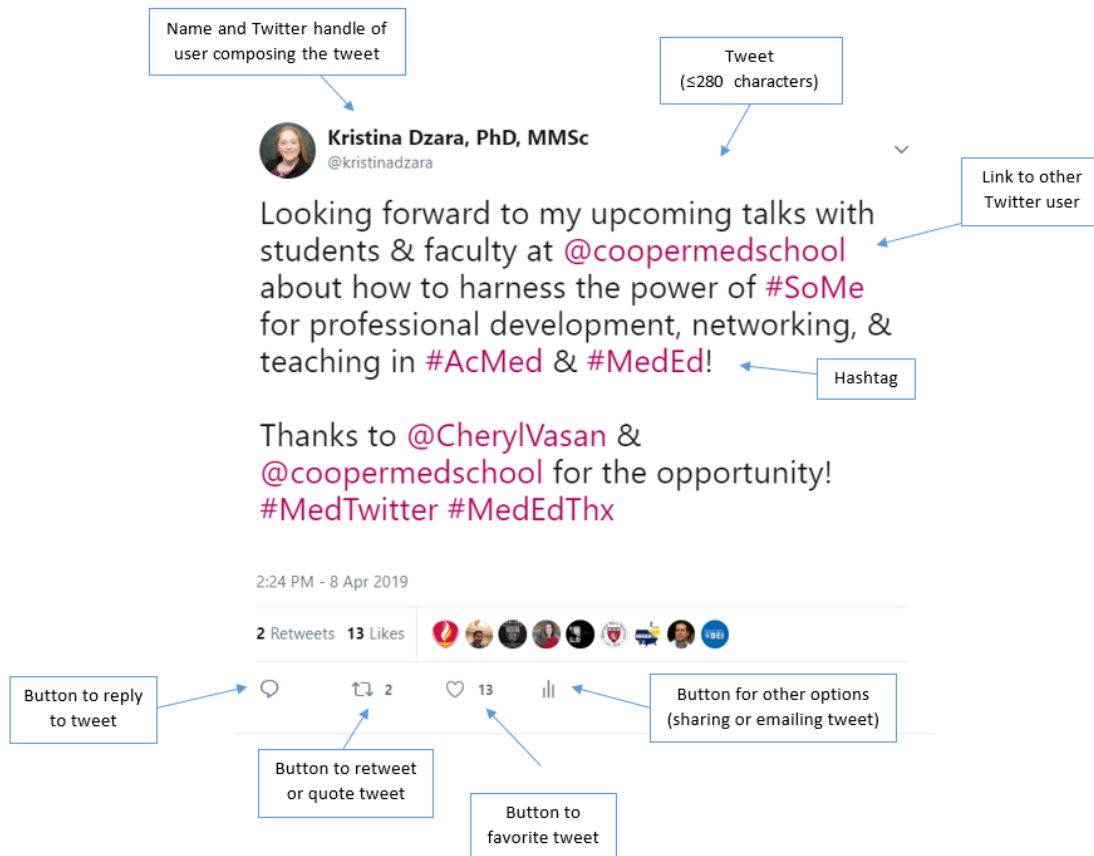 Name and Twitter handle of
user composing the tweet
Tweet
(≤280 characters)
Kristina Dzara, PhD, MMSc
@kristinadzara
Link to other
Twitter user
Looking forward to my upcoming talks with
students & faculty at @coopermedschool
about how to harness the power of #SoMe
for professional development, networking, &
teaching in #AcMed & #MedEd!
Hashtag
Thanks to @CherylVasan &
@coopermedschool for the opportunity!
#MedTwitter #MedEdThx
2:24 PM - 8 Apr 2019
2 Retweets 13 Likes
BEI
2
13
Button to reply
to tweet
Button for other options
(sharing or emailing tweet)
Button to retweet
or quote tweet
Button to
favorite tweet